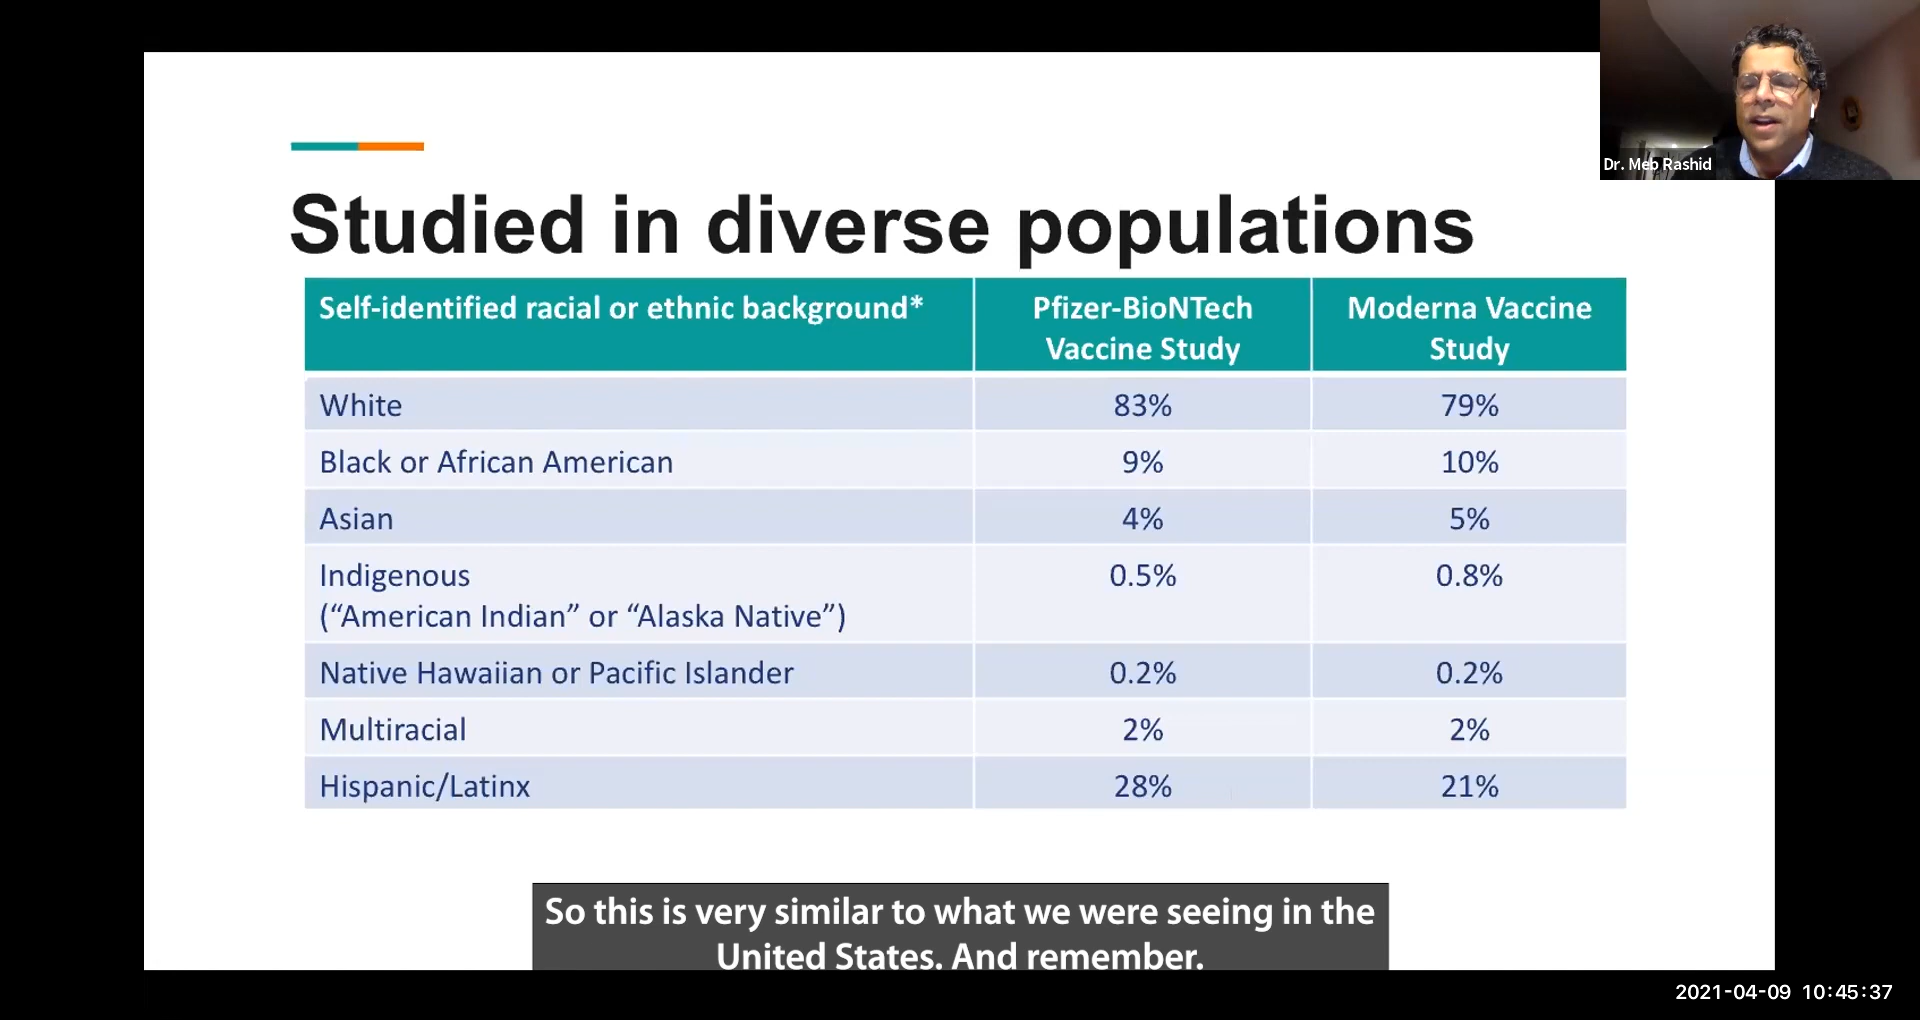 Dr. Meb Rashid
Studied in diverse populations
Self-identified racial or ethnic background*
Pfizer-BioNTech
Vaccine Study
Moderna Vaccine
Study
White 83% 79%
Black or African American 9% 10%
Asian 4% 5%
Indigenous 0.5% 0.8%
(“American Indian” or “Alaska Native”)
Native Hawaiian or Pacific Islander 0.2% 0.2%
Multiracial 2% 2%
Hispanic/Latinx 28% 21%
So this is very similar to what we were seeing in the
United States. And remember.
2021-04-09 10:45:37